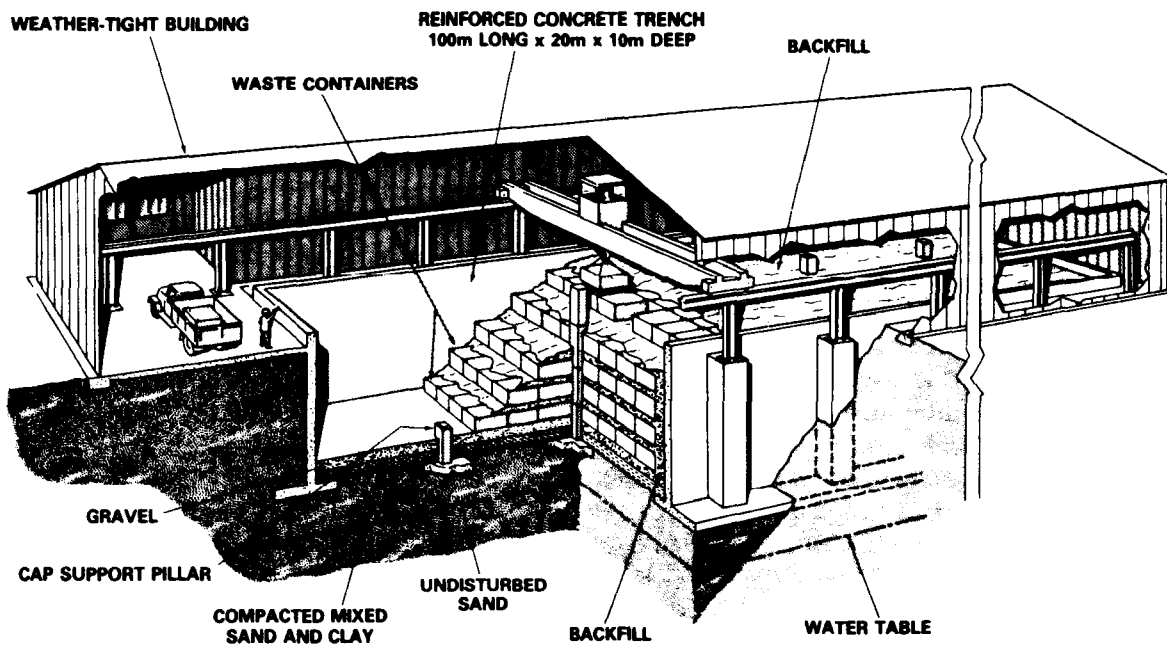 WEATHER-TIGHT BUILDING
REINFORCED CONCRETE TRENCH
100m LONG x 20m x 10m DEEP
BACKFILL
WASTE CONTAINERS
GRAVEL
CAP SUPPORT PILLAR
COMPACTED MIXED
SAND AND CLAY
UNDISTURBED
SAND
BACKFILL
WATER TABLE